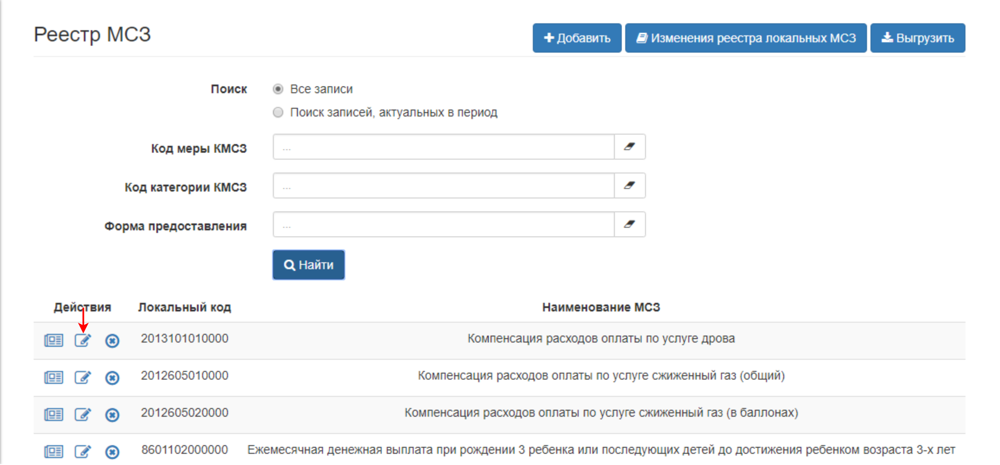 Реестр МСЗ
Добавить
Изменения реестра локальных МСЗ
Выгрузить
Поиск
Все записи
Поиск записей, актуальных в период
Код меры КМСЗ
...
Код категории КМСЗ
...
Форма предоставления
...
Найти
Действия Локальный код Наименование МСЗ
2013101010000 Компенсация расходов оплаты по услуге дрова
2012605010000 Компенсация расходов оплаты по услуге сжиженный газ (общий)
2012605020000 Компенсация расходов оплаты по услуге сжиженный газ (в баллонах)
8601102000000 Ежемесячная денежная выплата при рождении 3 ребенка или последующих детей до достижения ребенком возраста 3-х лет